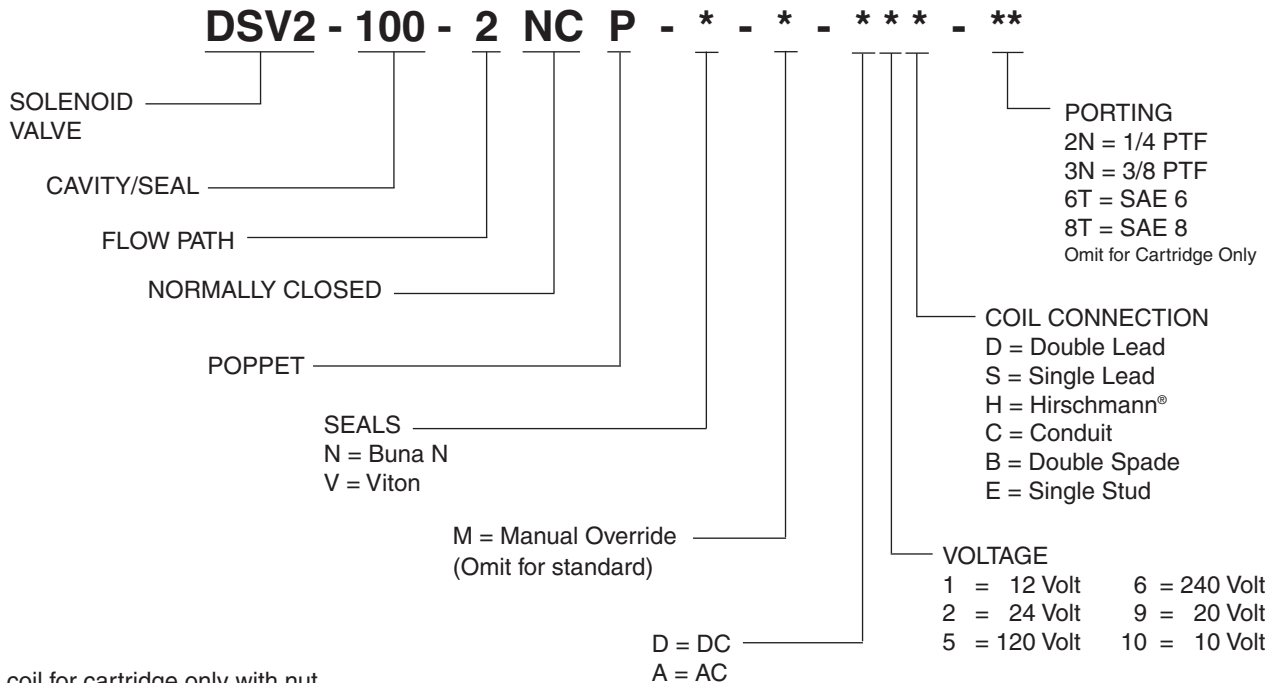 DSV2 - 100 - 2 NC P - * - * - * * * - **
SOLENOID
VALVE
CAVITY/SEAL
FLOW PATH
NORMALLY CLOSED
POPPET
SEALS
N = Buna N
V = Viton
M = Manual Override
(Omit for standard)
D = DC
A = AC
VOLTAGE
1 = 12 Volt 6 = 240 Volt
2 = 24 Volt 9 = 20 Volt
5 = 120 Volt 10 = 10 Volt
COIL CONNECTION
D = Double Lead
S = Single Lead
H = Hirschmann®
C = Conduit
B = Double Spade
E = Single Stud
PORTING
2N = 1/4 PTF
3N = 3/8 PTF
6T = SAE 6
8T = SAE 8
Omit for Cartridge Only
coil for cartridge only with nut